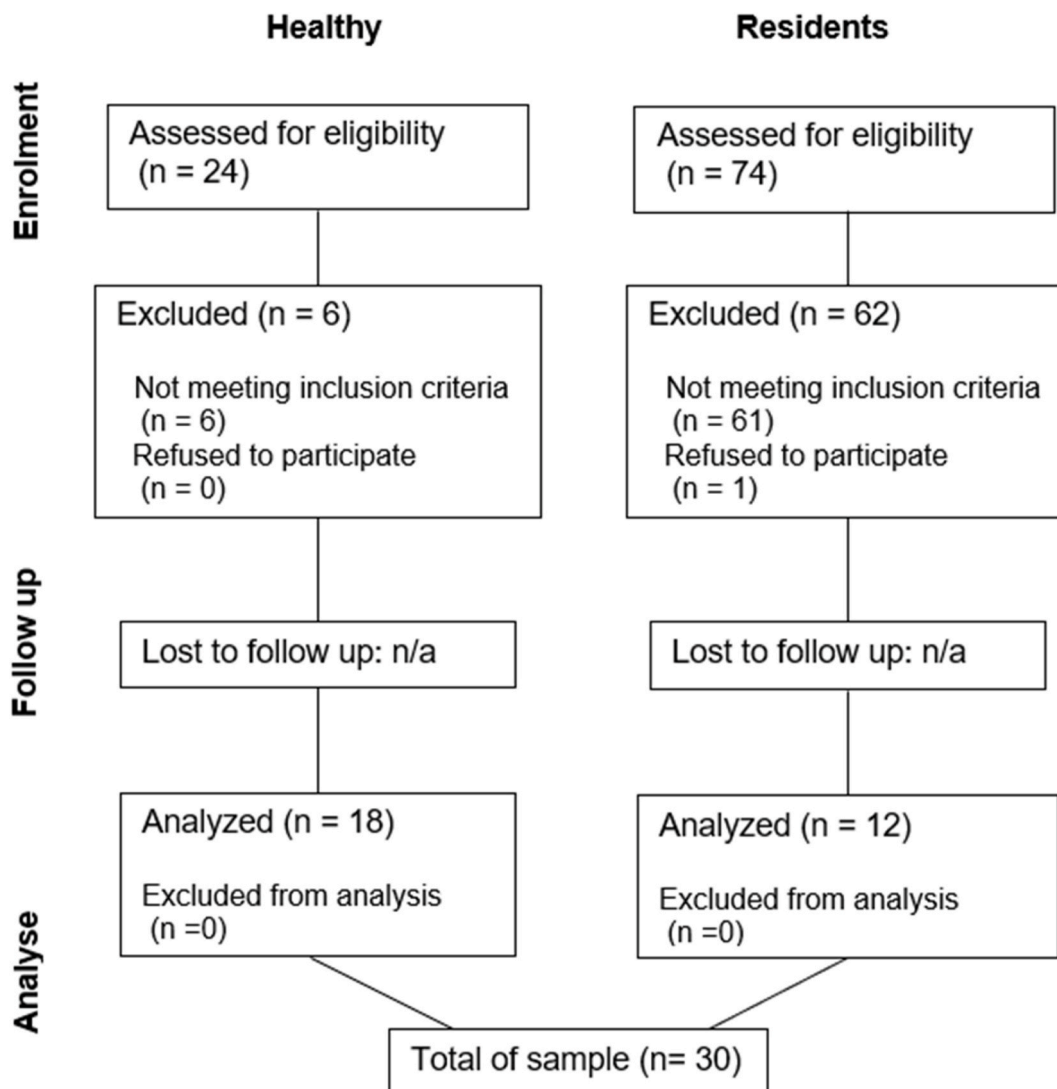 Healthy
Residents
Enrolment
Assessed for eligibility
(n = 24)
Assessed for eligibility
(n = 74)
Excluded (n = 6)
Not meeting inclusion criteria
(n = 6)
Refused to participate
(n = 0)
Excluded (n = 62)
Not meeting inclusion criteria
(n = 61)
Refused to participate
(n = 1)
Follow up
Lost to follow up: n/a
Lost to follow up: n/a
Analyse
Analyzed (n = 18)
Excluded from analysis
(n =0)
Analyzed (n = 12)
Excluded from analysis
(n =0)
Total of sample (n= 30)